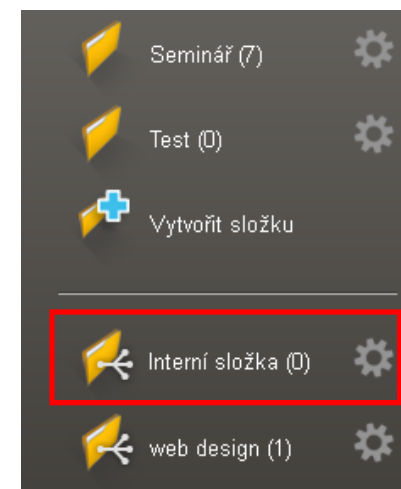 Seminář (7)
Test (0)
Vytvořit složku
Interní složka (0)
web design (1)